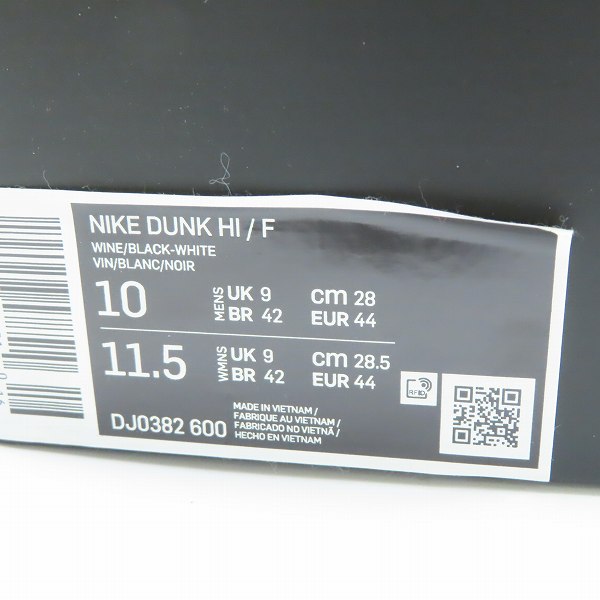 NIKE DUNK HI / F
WINE/BLACK-WHITE
VIN/BLANC/NOIR
10 MENS UK 9 cm 28
BR 42 EUR 44
11.5 WMNS UK 9 cm 28.5
BR 42 EUR 44
RFID
DJ0382 600
MADE IN VIETNAM /
FABRIQUE AU VIETNAM /
FABRICADO NO VIETNÃ /
HECHO EN VIETNAM